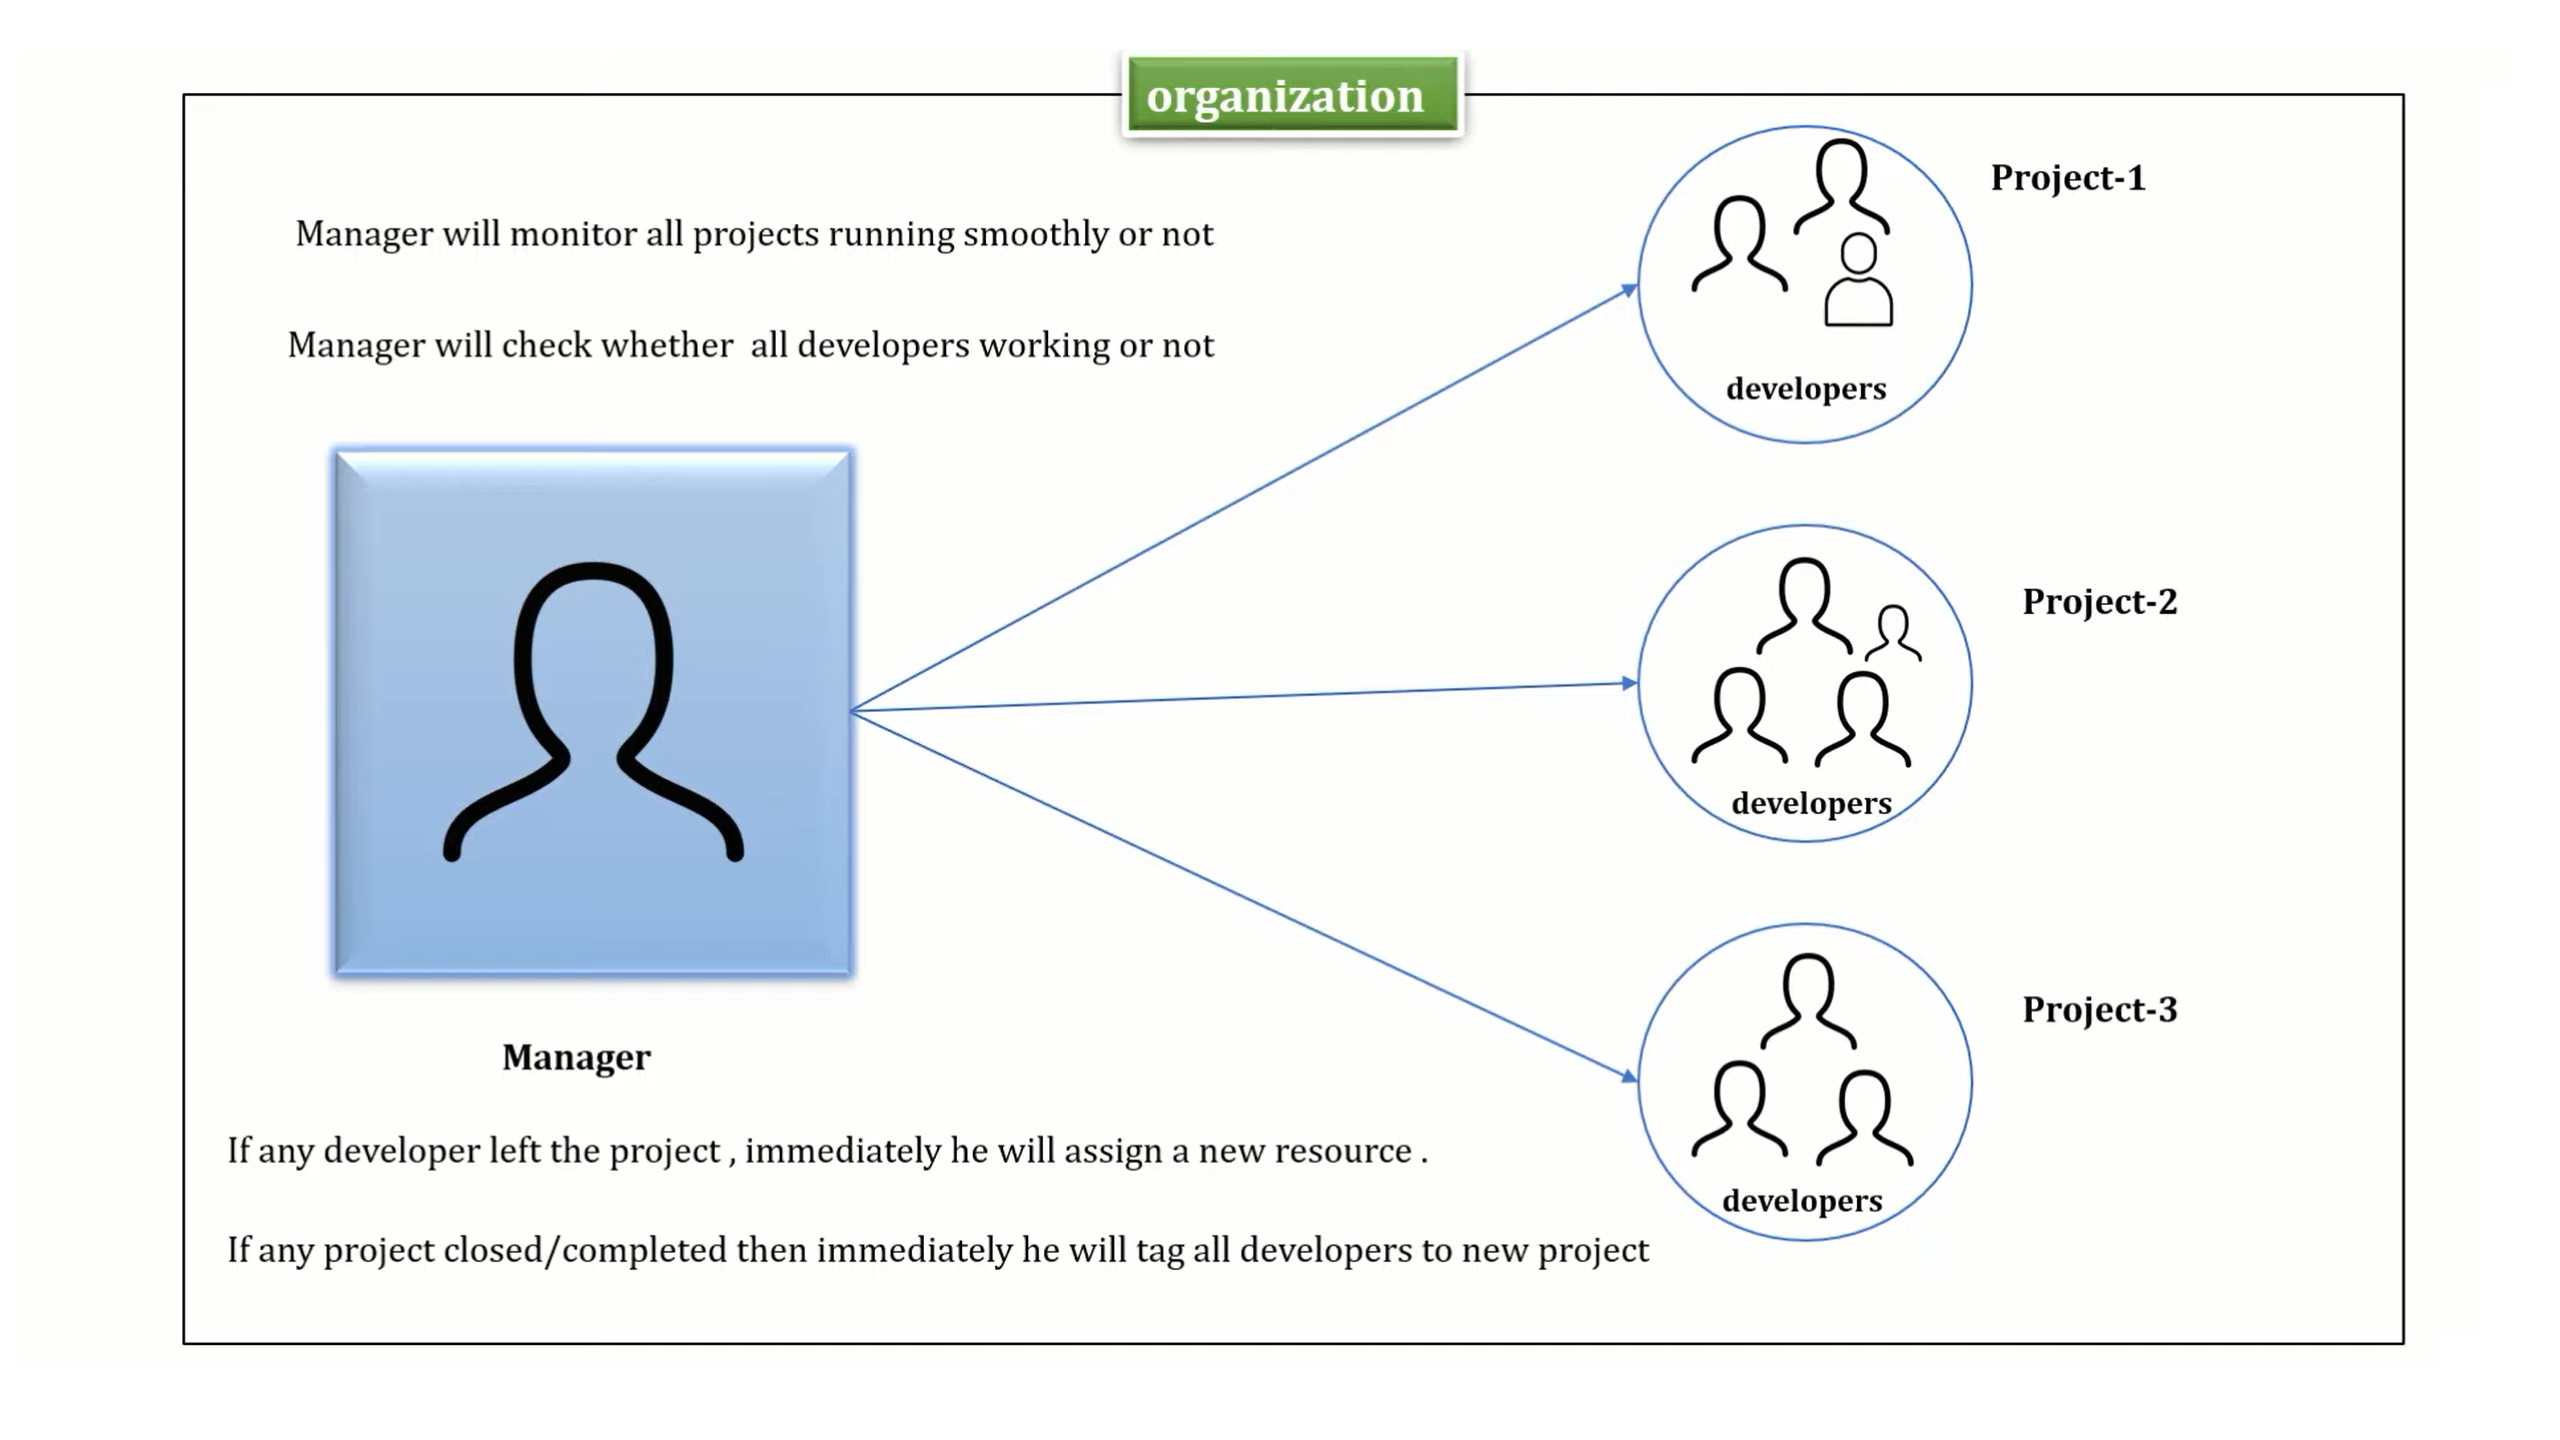 organization
Manager will monitor all projects running smoothly or not
Manager will check whether all developers working or not
Project-1
developers
Project-2
developers
Project-3
developers
Manager
If any developer left the project , immediately he will assign a new resource .
If any project closed/completed then immediately he will tag all developers to new project